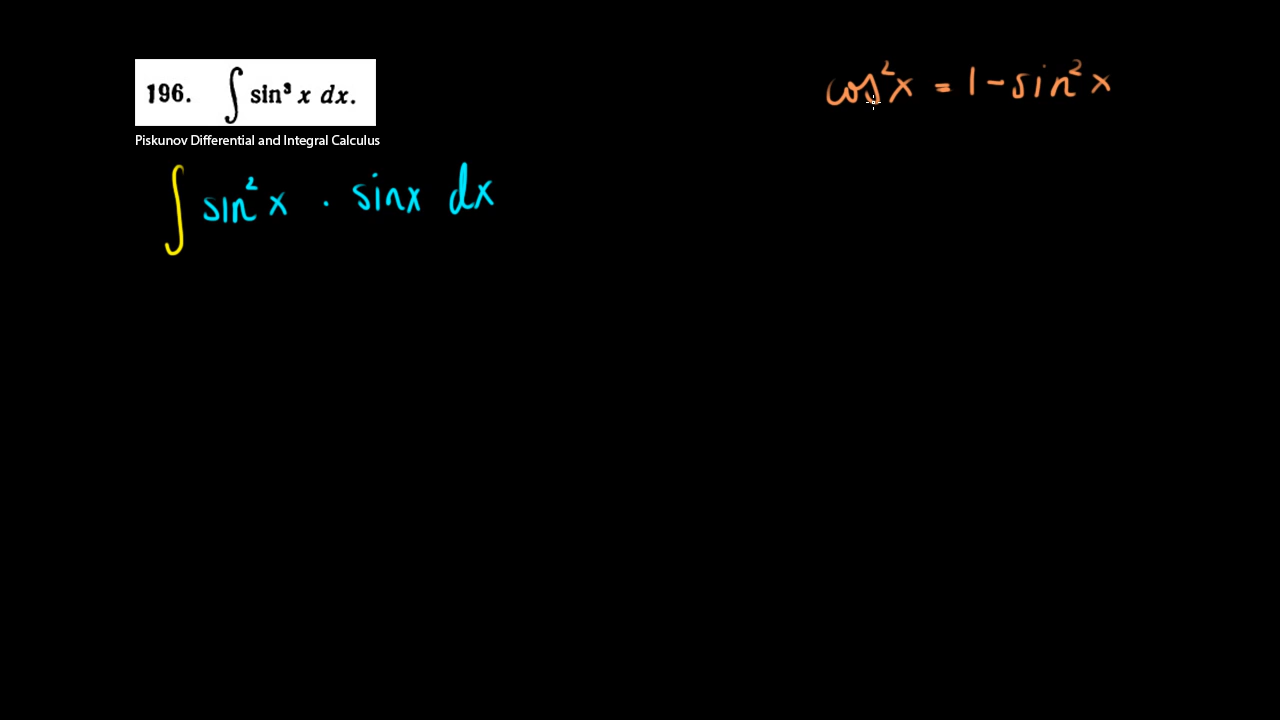 196. ∫ sin³ x dx.
cos²x = 1 - sin²x
Piskunov Differential and Integral Calculus
∫ sin²x · sinx dx